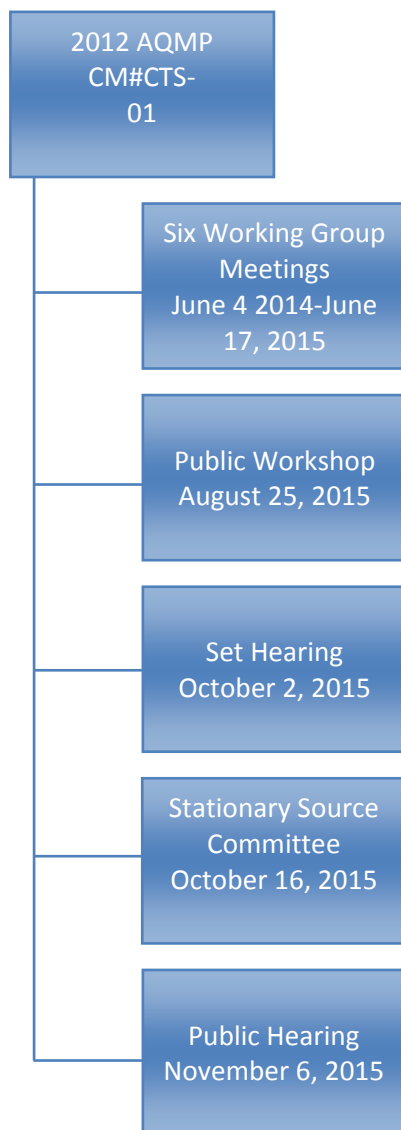 2012 AQMP
CM#CTS-
01
Six Working Group
Meetings
June 4 2014-June
17, 2015
Public Workshop
August 25, 2015
Set Hearing
October 2, 2015
Stationary Source
Committee
October 16, 2015
Public Hearing
November 6, 2015